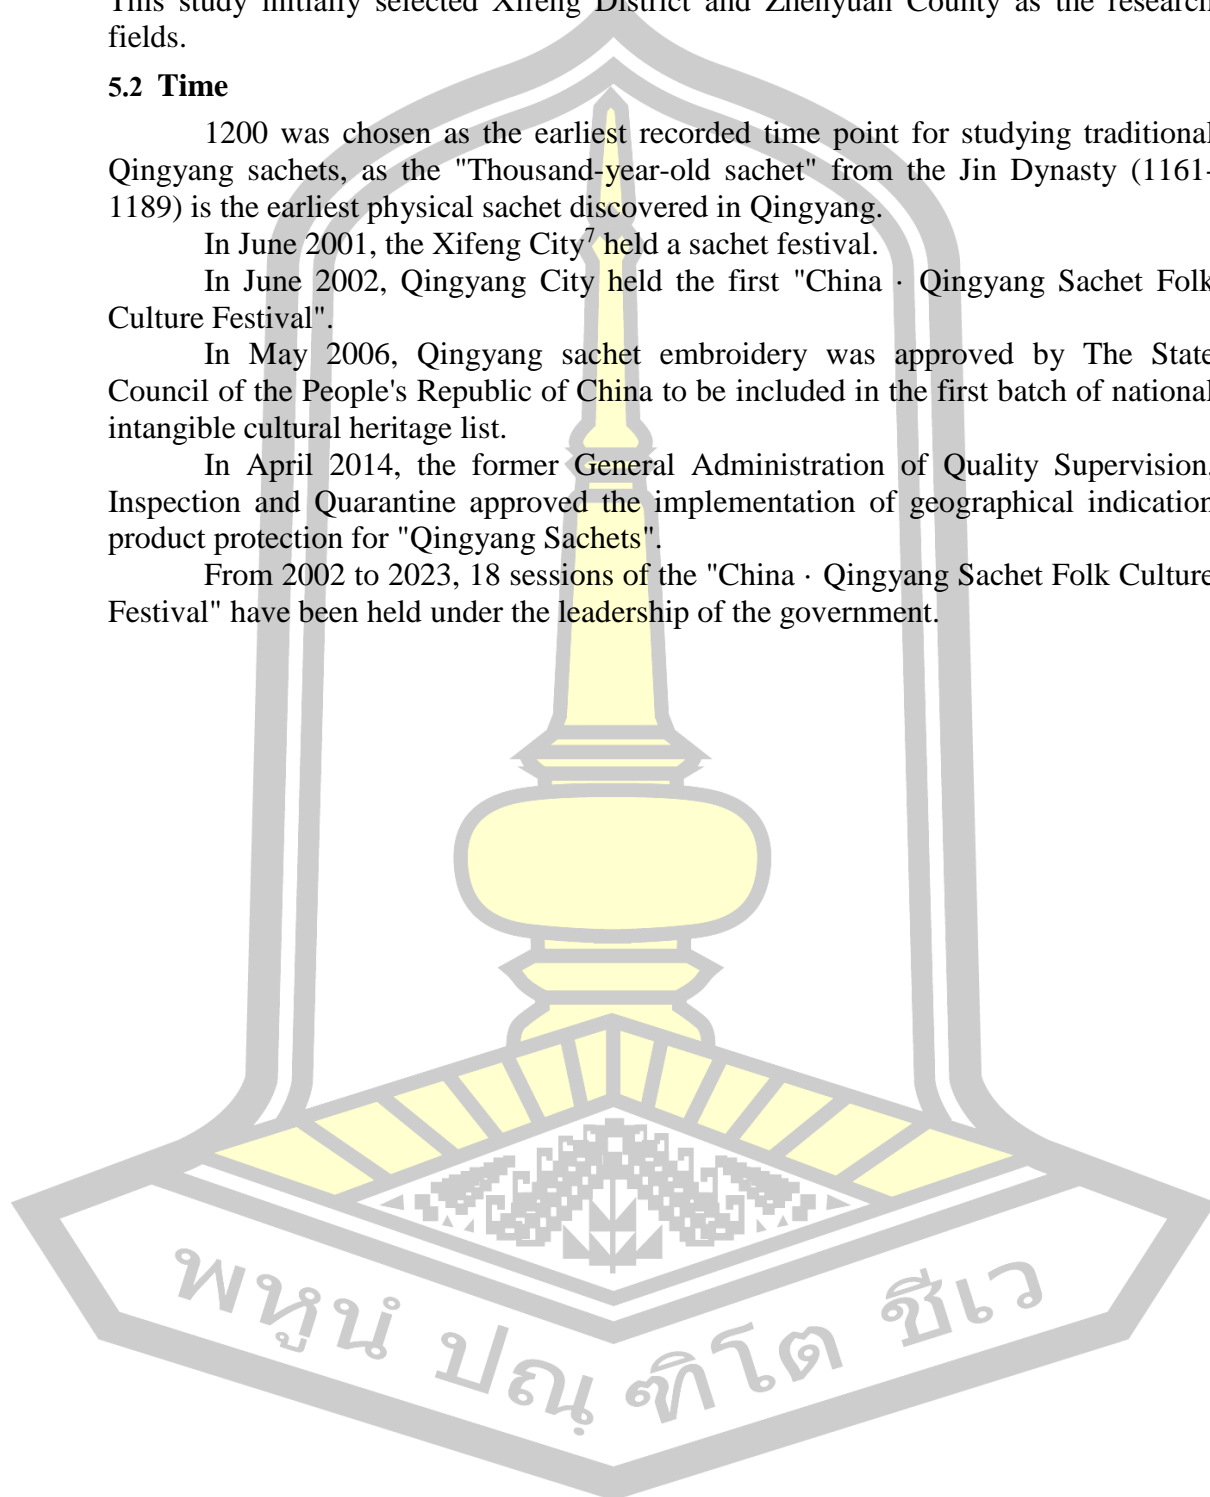 This study initially selected Xifeng District and Zhenyuan County as the research
fields.
5.2 Time
1200 was chosen as the earliest recorded time point for studying traditional
Qingyang sachets, as the "Thousand-year-old sachet" from the Jin Dynasty (1161-
1189) is the earliest physical sachet discovered in Qingyang.
In June 2001, the Xifeng City7 held a sachet festival.
In June 2002, Qingyang City held the first "China · Qingyang Sachet Folk
Culture Festival".
In May 2006, Qingyang sachet embroidery was approved by The State
Council of the People's Republic of China to be included in the first batch of national
intangible cultural heritage list.
In April 2014, the former General Administration of Quality Supervision,
Inspection and Quarantine approved the implementation of geographical indication
product protection for "Qingyang Sachets".
From 2002 to 2023, 18 sessions of the "China · Qingyang Sachet Folk Culture
Festival" have been held under the leadership of the government.
พหูนํ ปณฺ ฑิโต ชีเว